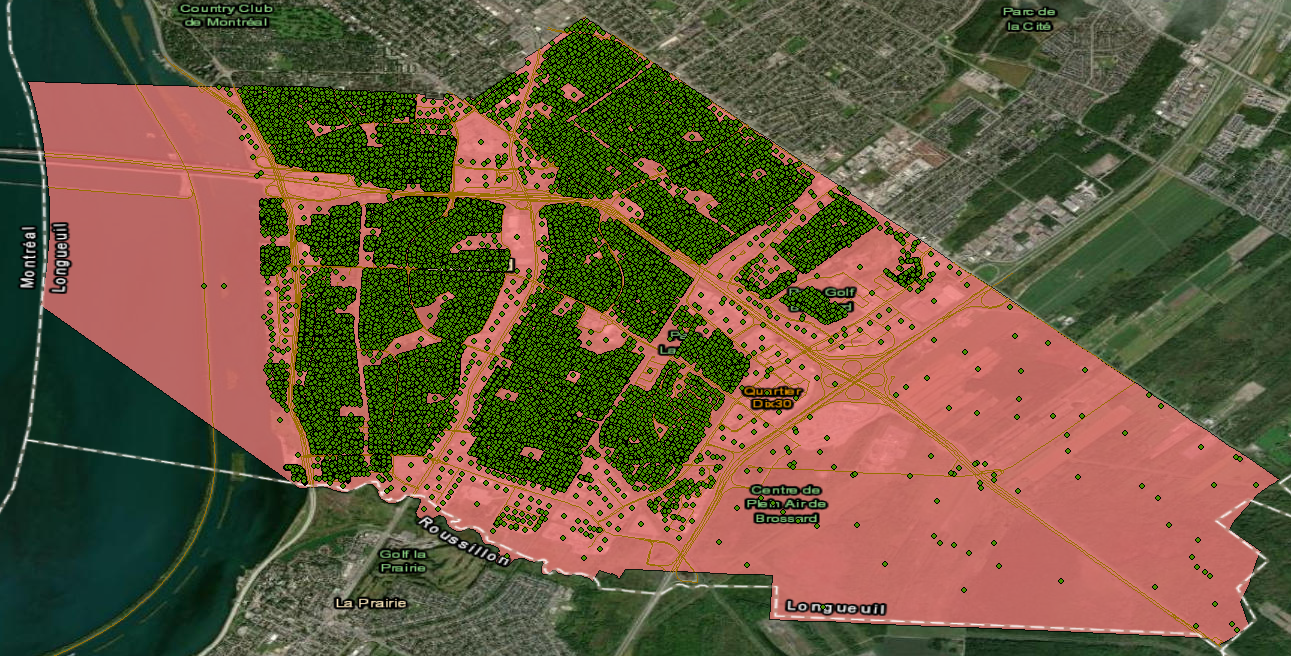 Country Club
de Montréal
Parc de
la Cité
Montréal
Longueuil
Golf
Quartier
Dix30
Centre de
Plein Air de
Brossard
Roussillon
Golf la
Prairie
La Prairie
Longueuil